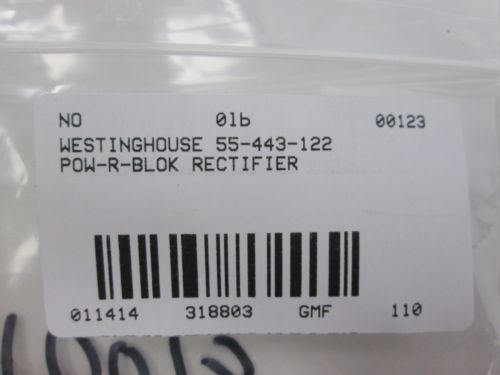 NO 0lb 00123
WESTINGHOUSE 55-443-122
POW-R-BLOK RECTIFIER
011414 318803 GMF 110